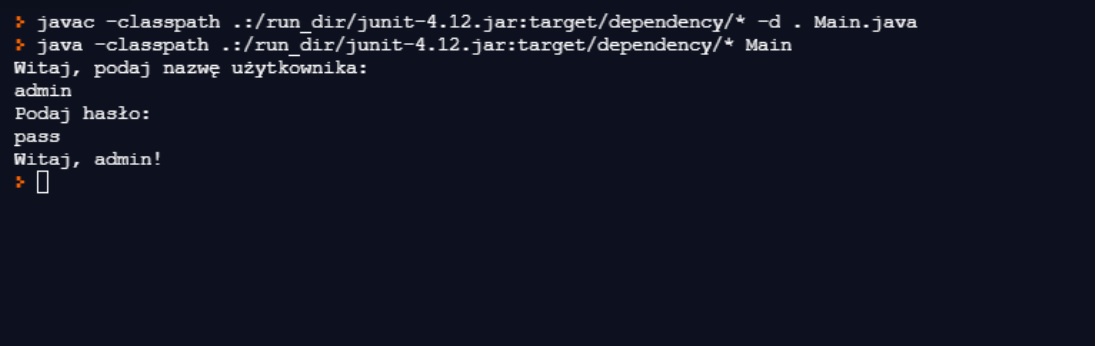 > javac -classpath .:/run_dir/junit-4.12.jar:target/dependency/* -d . Main.java
> java -classpath .:/run_dir/junit-4.12.jar:target/dependency/* Main
Witaj, podaj nazwę użytkownika:
admin
Podaj hasło:
pass
Witaj, admin!
>